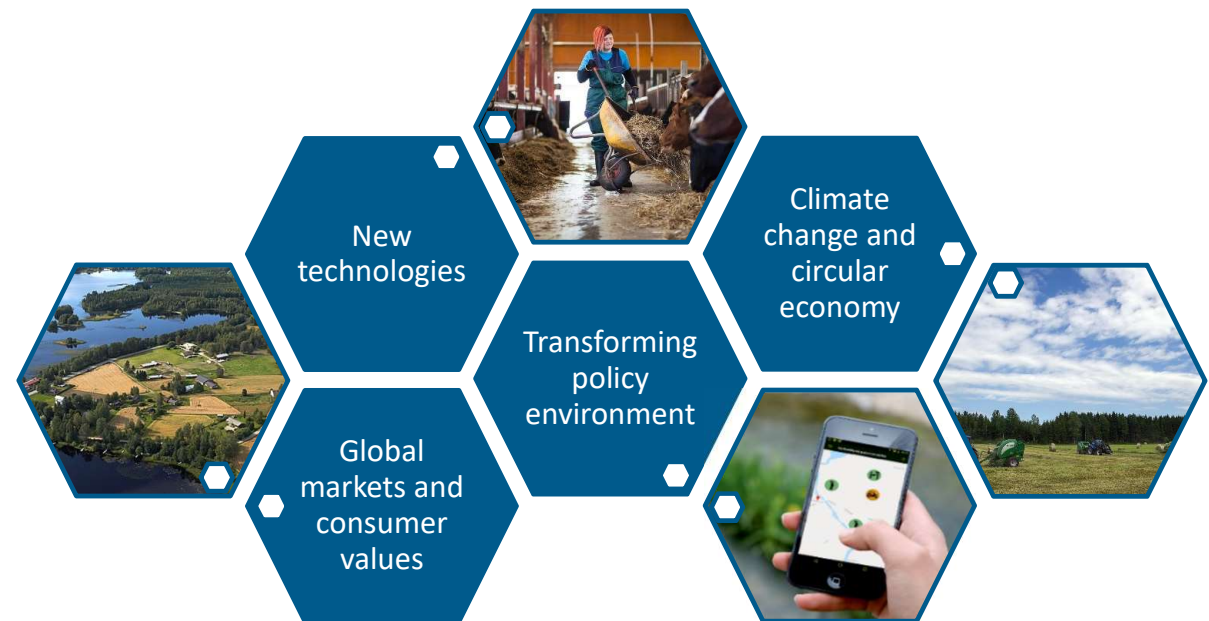 New
technologies
Climate
change and
circular
economy
Transforming
policy
environment
Global
markets and
consumer
values